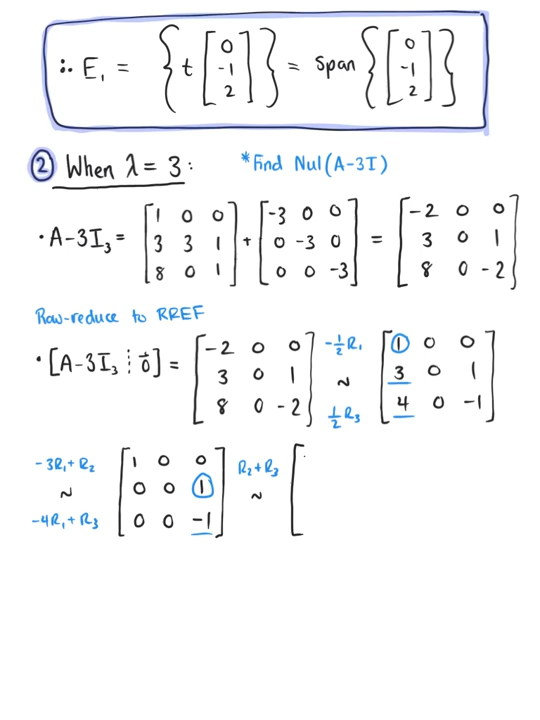 ∴ E₁ = { t [0 -1 2] } = span { [0 -1 2] }
② When λ = 3: *Find Nul(A-3I)
• A-3I₃ = [1 0 0; 3 3 1; 8 0 1] + [-3 0 0; 0 -3 0; 0 0 -3] = [-2 0 0; 3 0 1; 8 0 -2]
Row-reduce to RREF
• [A-3I₃ ⋮ 0⃗] = [-2 0 0; 3 0 1; 8 0 -2] -½R₁ ~ ½R₃ [1 0 0; 3 0 1; 4 0 -1]
-3R₁+R₂ ~ -4R₁+R₃ [1 0 0; 0 0 1; 0 0 -1] R₂+R₃ ~ [